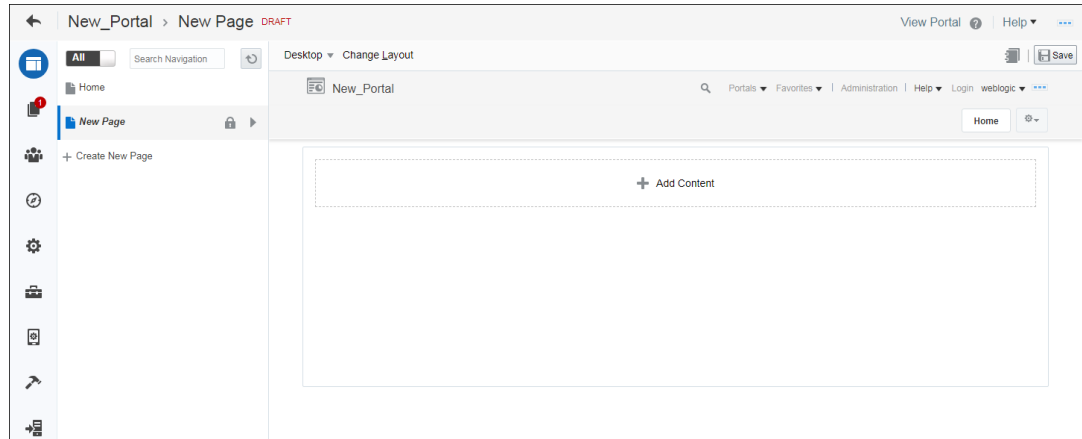 New_Portal > New Page DRAFT View Portal ? Help
All Search Navigation Desktop Change Layout Save
Home New_Portal Portals Favorites | Administration | Help Login weblogic
1
New Page Home
+ Create New Page
+ Add Content